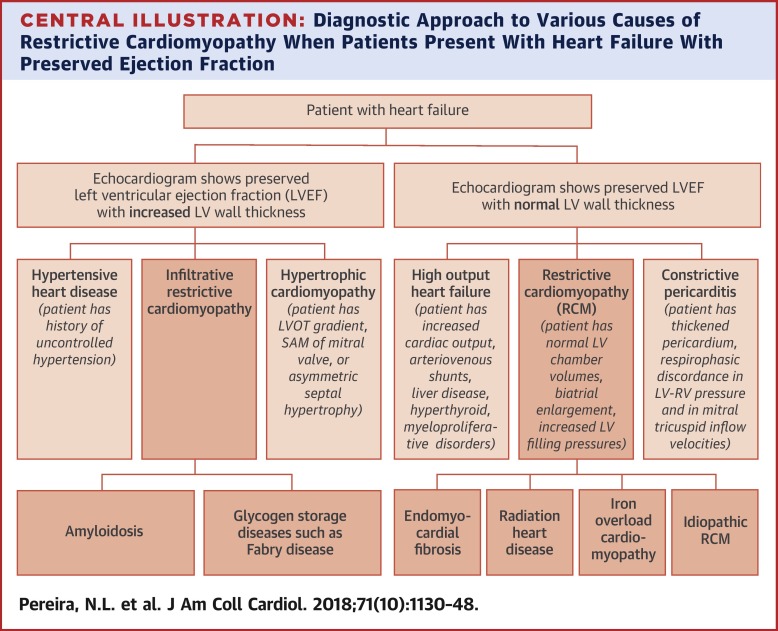 CENTRAL ILLUSTRATION: Diagnostic Approach to Various Causes of
Restrictive Cardiomyopathy When Patients Present With Heart Failure With
Preserved Ejection Fraction
Patient with heart failure
Echocardiogram shows preserved
left ventricular ejection fraction (LVEF)
with increased LV wall thickness
Echocardiogram shows preserved LVEF
with normal LV wall thickness
Hypertensive
heart disease
(patient has
history of
uncontrolled
hypertension)
Infiltrative
restrictive
cardiomyopathy
Hypertrophic
cardiomyopathy
(patient has
LVOT gradient,
SAM of mitral
valve, or
asymmetric
septal
hypertrophy)
High output
heart failure
(patient has
increased
cardiac output,
arteriovenous
shunts,
liver disease,
hyperthyroid,
myeloprolifera-
tive disorders)
Restrictive
cardiomyopathy
(RCM)
(patient has
normal LV
chamber
volumes,
biatrial
enlargement,
increased LV
filling pressures)
Constrictive
pericarditis
(patient has
thickened
pericardium,
respirophasic
discordance in
LV-RV pressure
and in mitral
tricuspid inflow
velocities)
Amyloidosis
Glycogen storage
diseases such as
Fabry disease
Endomyo-
cardial
fibrosis
Radiation
heart
disease
Iron
overload
cardio-
myopathy
Idiopathic
RCM
Pereira, N.L. et al. J Am Coll Cardiol. 2018;71(10):1130-48.